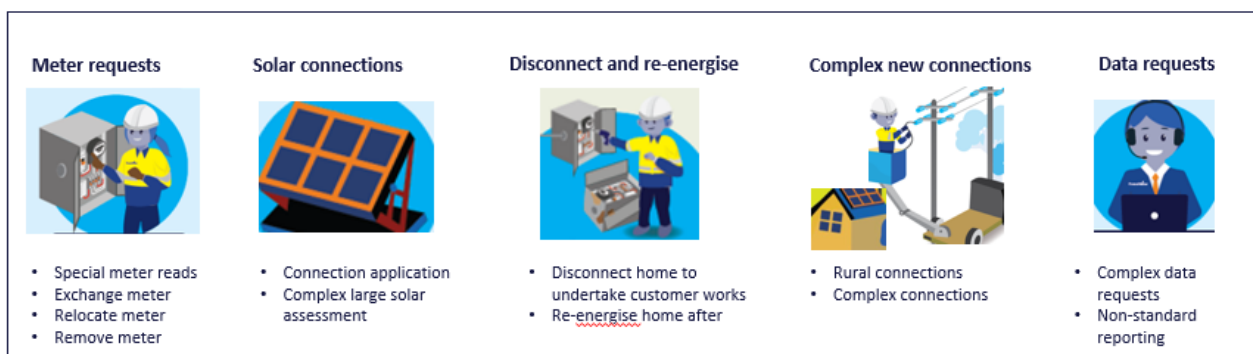 Meter requests
• Special meter reads
• Exchange meter
• Relocate meter
• Remove meter
Solar connections
• Connection application
• Complex large solar
assessment
Disconnect and re-energise
• Disconnect home to
undertake customer works
• Re-energise home after
Complex new connections
• Rural connections
• Complex connections
Data requests
• Complex data
requests
• Non-standard
reporting